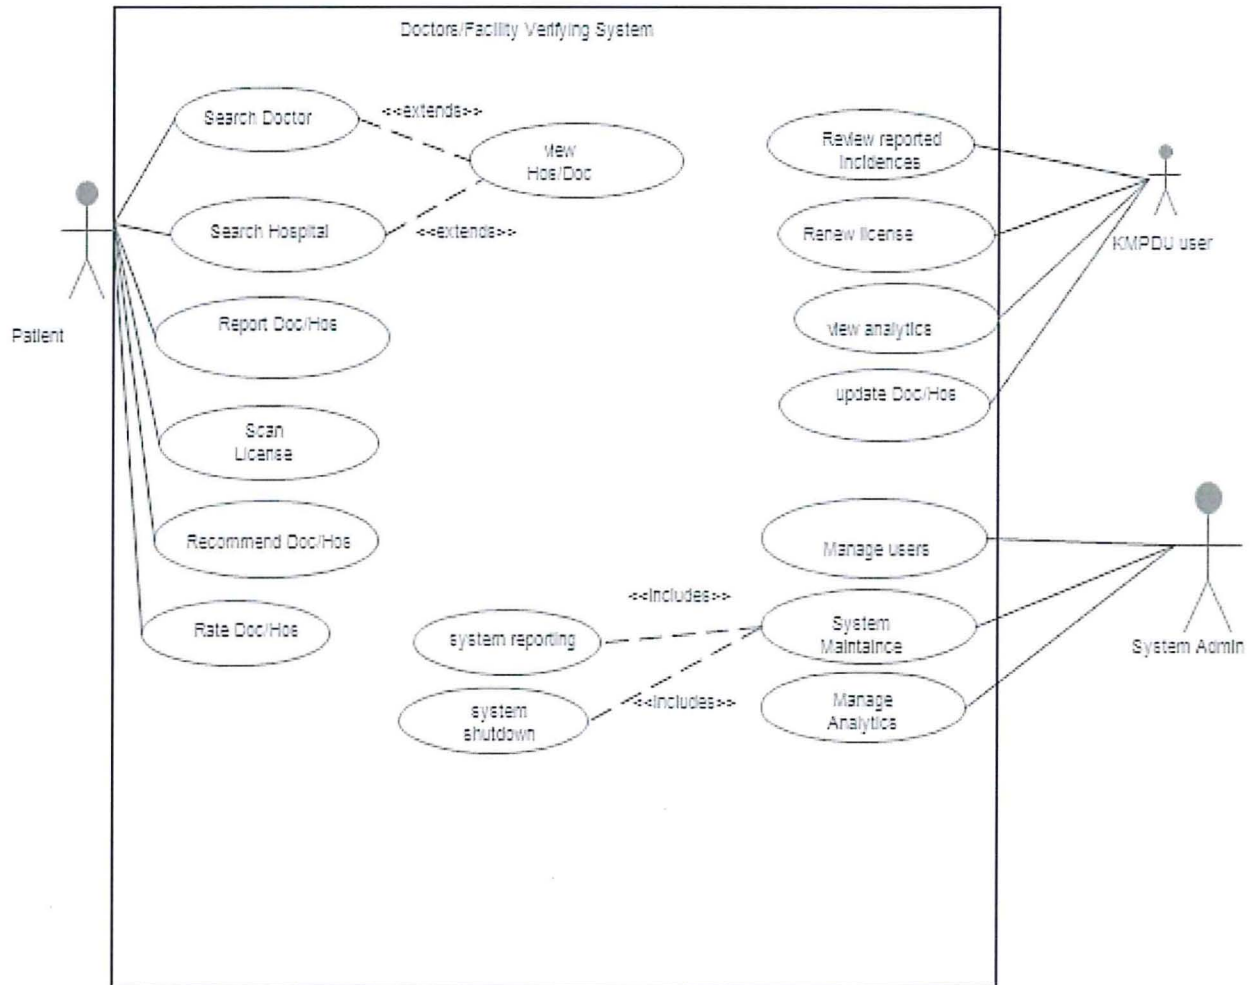 Doctors/Facility Verifying System
Search Doctor
<<extends>>
view
Hos/Doc
Search Hospital
<<extends>>
Report Doc/Hos
Scan
License
Recommend Doc/Hos
Rate Doc/Hos
Patient
Review reported
Incidences
Renew license
view analytics
update Doc/Hos
KMPDU user
Manage users
<<includes>>
system reporting
System
Maintaince
<<includes>>
system
shutdown
Manage
Analytics
System Admin